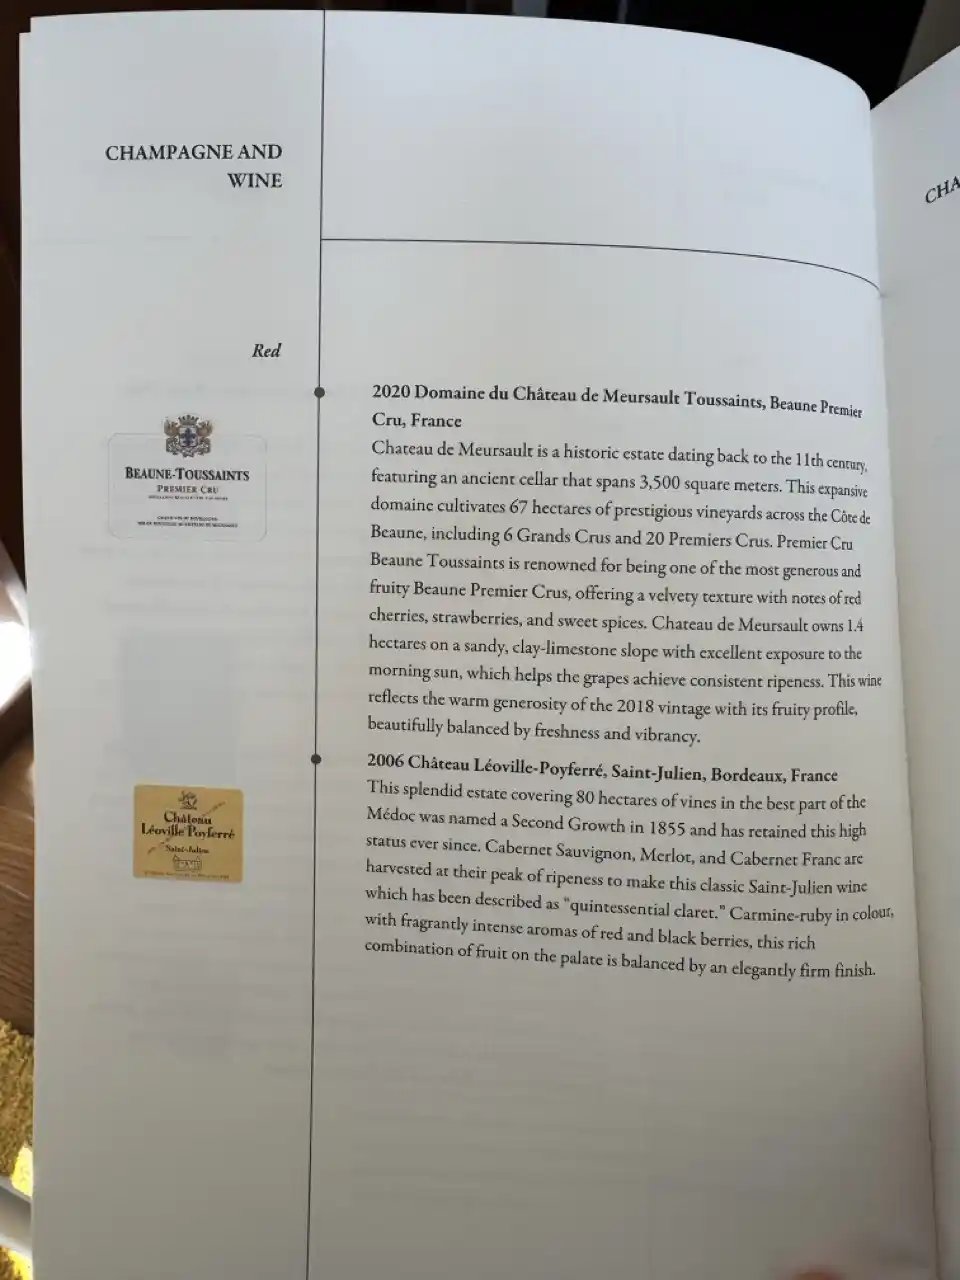 CHAMPAGNE AND
WINE
CHA
Red
2020 Domaine du Château de Meursault Toussaints, Beaune Premier
Cru, France
Chateau de Meursault is a historic estate dating back to the 11th century,
featuring an ancient cellar that spans 3,500 square meters. This expansive
domaine cultivates 67 hectares of prestigious vineyards across the Côte de
Beaune, including 6 Grands Crus and 20 Premiers Crus. Premier Cru
Beaune Toussaints is renowned for being one of the most generous and
fruity Beaune Premier Crus, offering a velvety texture with notes of red
cherries, strawberries, and sweet spices. Chateau de Meursault owns 1.4
hectares on a sandy, clay-limestone slope with excellent exposure to the
morning sun, which helps the grapes achieve consistent ripeness. This wine
reflects the warm generosity of the 2018 vintage with its fruity profile,
beautifully balanced by freshness and vibrancy.
BEAUNE-TOUSSAINTS
PREMIER CRU
2006 Château Léoville-Poyferré, Saint-Julien, Bordeaux, France
This splendid estate covering 80 hectares of vines in the best part of the
Médoc was named a Second Growth in 1855 and has retained this high
status ever since. Cabernet Sauvignon, Merlot, and Cabernet Franc are
harvested at their peak of ripeness to make this classic Saint-Julien wine
which has been described as “quintessential claret.” Carmine-ruby in colour,
with fragrantly intense aromas of red and black berries, this rich
combination of fruit on the palate is balanced by an elegantly firm finish.
Château
Léoville Poyferré
Saint-Julien